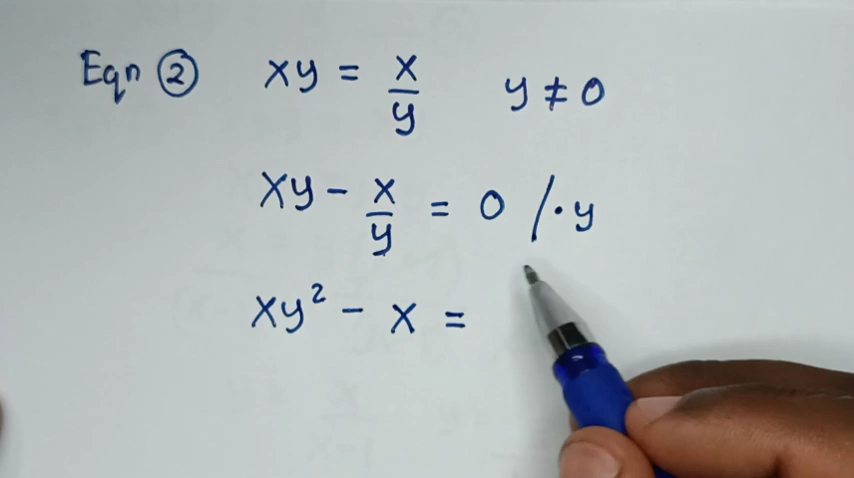 Eqn ② xy = x/y y ≠ 0
xy - x/y = 0 /· y
xy² - x =